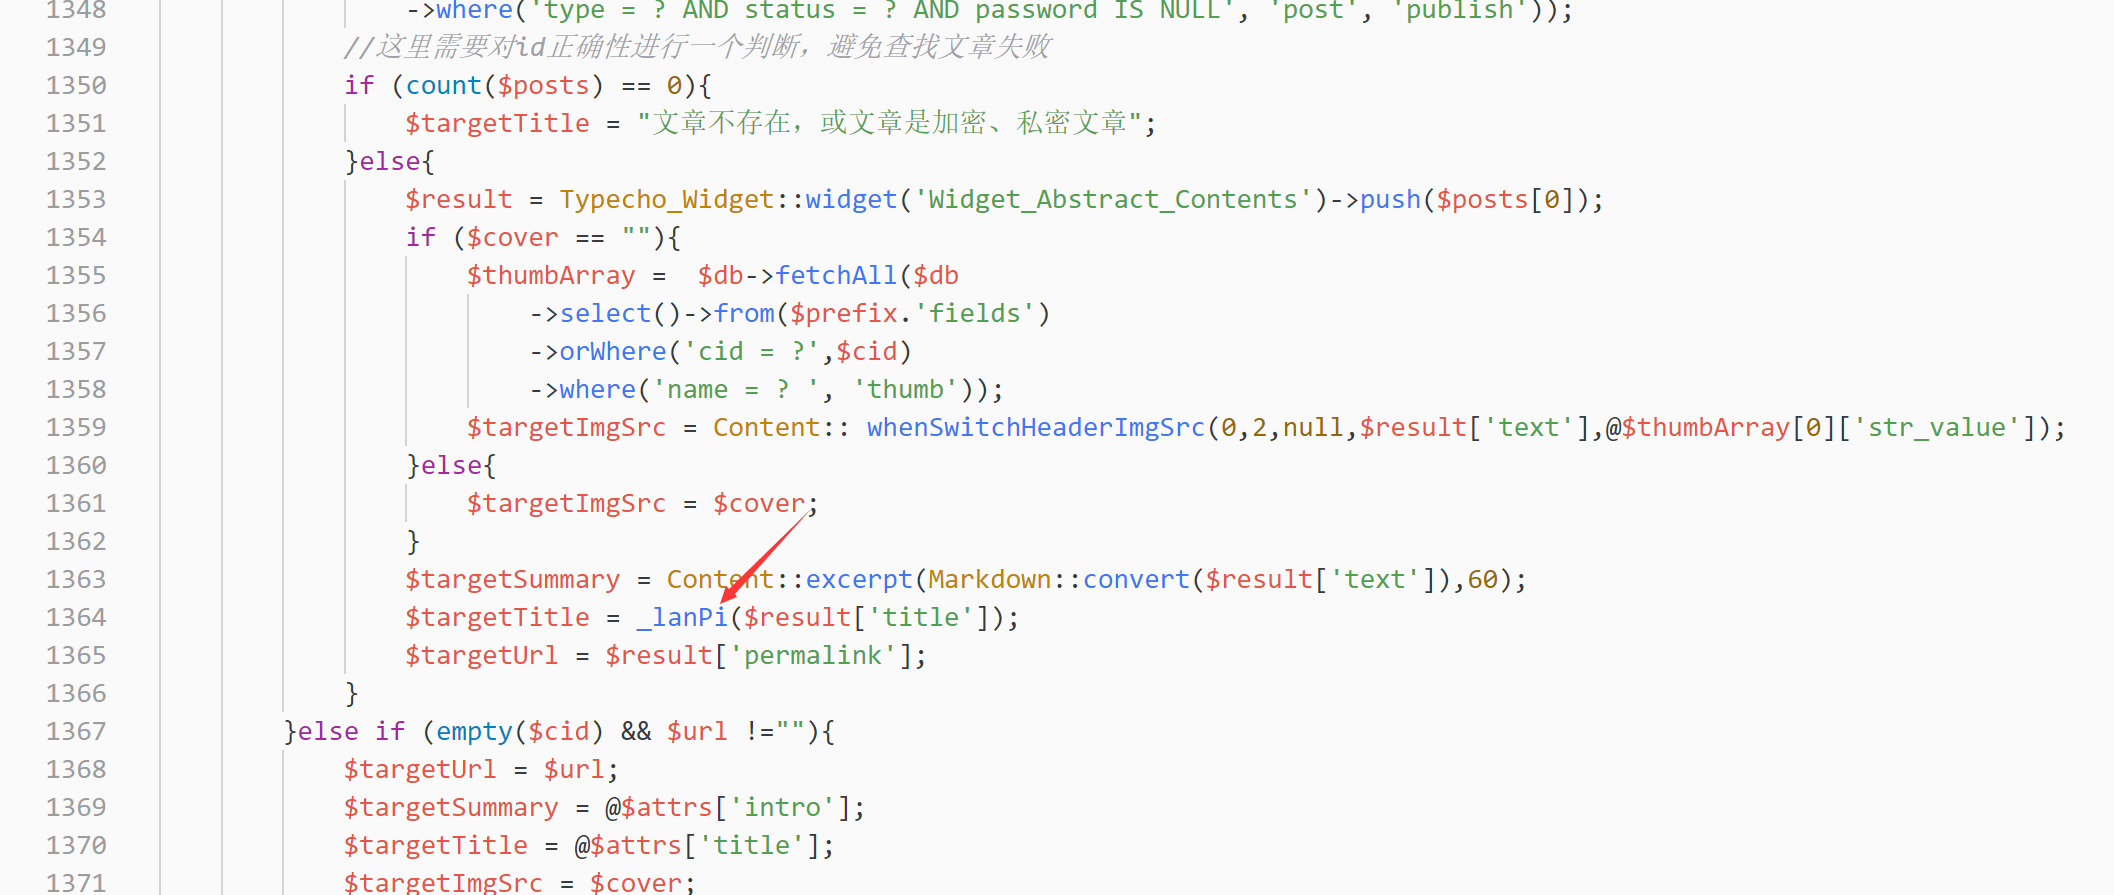 1348 ->where('type = ? AND status = ? AND password IS NULL', 'post', 'publish'));
1349 //这里需要对id正确性进行一个判断，避免查找文章失败
1350 if (count($posts) == 0){
1351 $targetTitle = "文章不存在，或文章是加密、私密文章";
1352 }else{
1353 $result = Typecho_Widget::widget('Widget_Abstract_Contents')->push($posts[0]);
1354 if ($cover == ""){
1355 $thumbArray =  $db->fetchAll($db
1356 ->select()->from($prefix.'fields')
1357 ->orWhere('cid = ?',$cid)
1358 ->where('name = ? ', 'thumb'));
1359 $targetImgSrc = Content:: whenSwitchHeaderImgSrc(0,2,null,$result['text'],@$thumbArray[0]['str_value']);
1360 }else{
1361 $targetImgSrc = $cover;
1362 }
1363 $targetSummary = Content::excerpt(Markdown::convert($result['text']),60);
1364 $targetTitle = _lanPi($result['title']);
1365 $targetUrl = $result['permalink'];
1366 }
1367 }else if (empty($cid) && $url !=""){
1368 $targetUrl = $url;
1369 $targetSummary = @$attrs['intro'];
1370 $targetTitle = @$attrs['title'];
1371 $targetImgSrc = $cover;